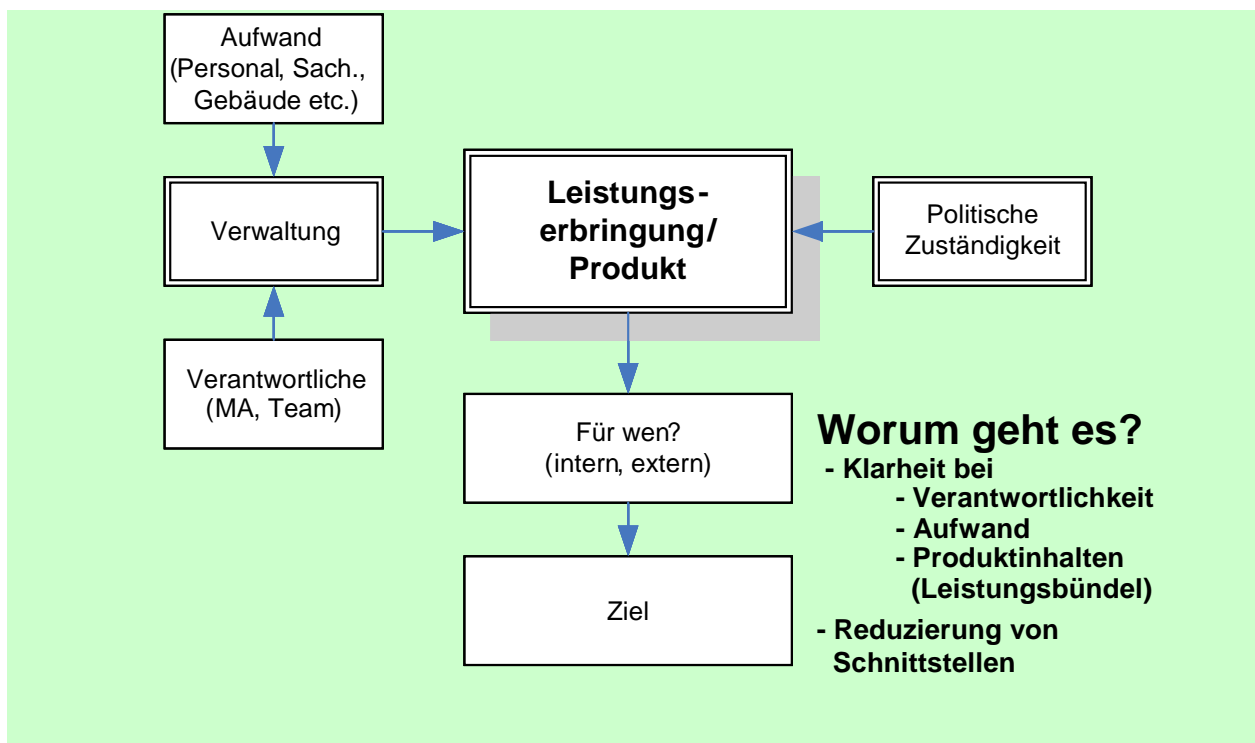 Aufwand
(Personal, Sach.,
Gebäude etc.)
Verwaltung
Leistungs-
erbringung/
Produkt
Politische
Zuständigkeit
Verantwortliche
(MA, Team)
Für wen?
(intern, extern)
Ziel
Worum geht es?
- Klarheit bei
- Verantwortlichkeit
- Aufwand
- Produktinhalten
(Leistungsbündel)
- Reduzierung von
Schnittstellen